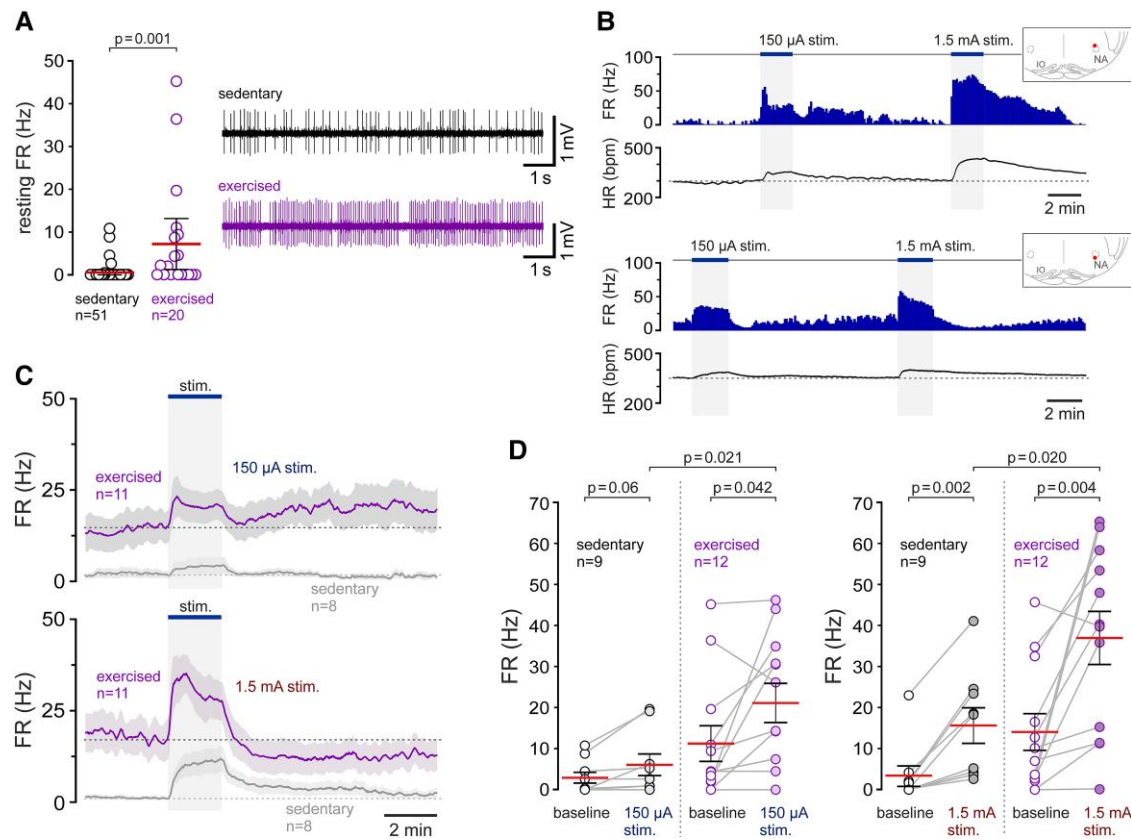 A
p=0.001
50
40
30
20
10
0
resting FR (Hz)
sedentary
n=51
exercised
n=20
sedentary
1 mV
1 s
exercised
1 mV
1 s
B
150 µA stim.
1.5 mA stim.
IO
NA
100
50
0
FR (Hz)
500
200
HR (bpm)
2 min
150 µA stim.
1.5 mA stim.
IO
NA
100
50
0
FR (Hz)
500
200
HR (bpm)
2 min
C
stim.
50
25
0
FR (Hz)
exercised
n=11
150 µA stim.
sedentary
n=8
stim.
50
25
0
FR (Hz)
exercised
n=11
1.5 mA stim.
sedentary
n=8
2 min
D
p=0.021
p=0.06
p=0.042
70
60
50
40
30
20
10
0
FR (Hz)
sedentary
n=9
exercised
n=12
baseline
150 µA
stim.
baseline
150 µA
stim.
p=0.020
p=0.002
p=0.004
70
60
50
40
30
20
10
0
FR (Hz)
sedentary
n=9
exercised
n=12
baseline
1.5 mA
stim.
baseline
1.5 mA
stim.